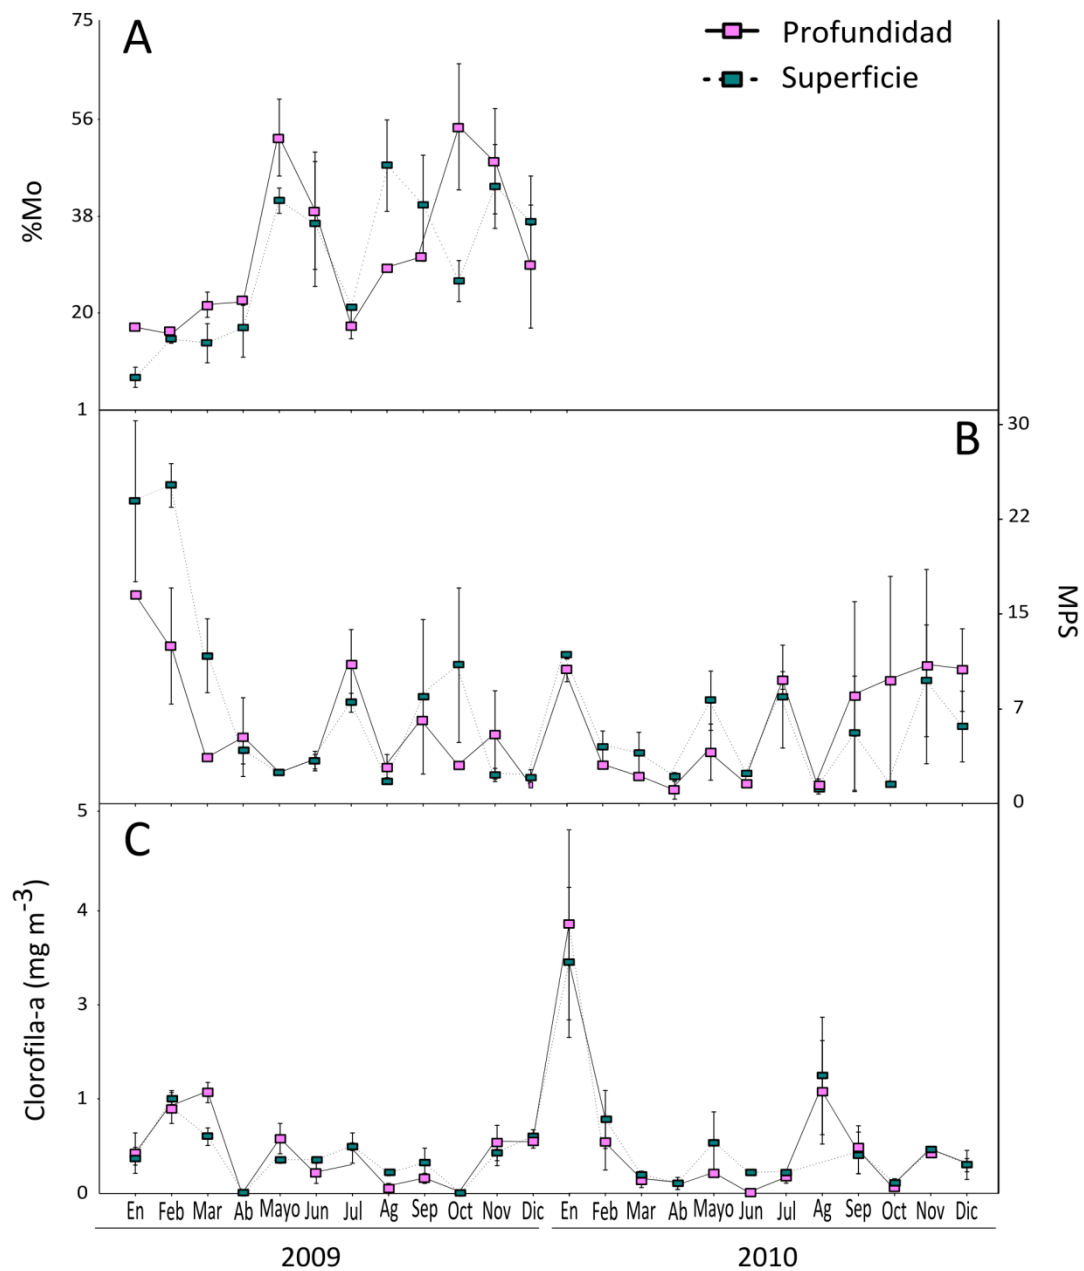 A
Profundidad
Superficie
75
56
38
20
1
%Mo
B
30
22
15
7
0
MPS
C
5
4
3
1
0
Clorofila-a (mg m-3)
En Feb Mar Ab Mayo Jun Jul Ag Sep Oct Nov Dic En Feb Mar Ab Mayo Jun Jul Ag Sep Oct Nov Dic
2009 2010